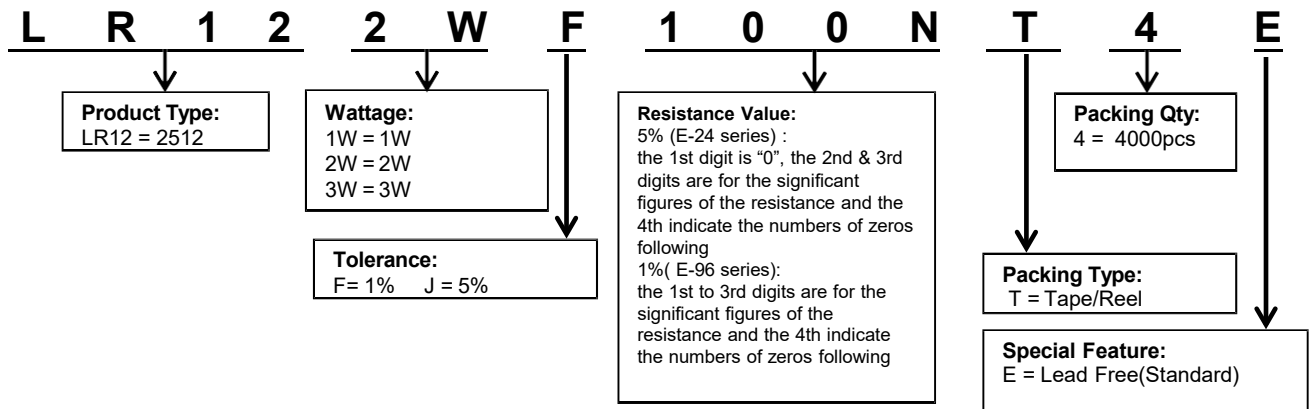 L R 1 2 2 W F 1 0 0 N T 4 E
Product Type:
LR12 = 2512
Wattage:
1W = 1W
2W = 2W
3W = 3W
Tolerance:
F= 1% J = 5%
Resistance Value:
5% (E-24 series) :
the 1st digit is “0”, the 2nd & 3rd
digits are for the significant
figures of the resistance and the
4th indicate the numbers of zeros
following
1%( E-96 series):
the 1st to 3rd digits are for the
significant figures of the
resistance and the 4th indicate
the numbers of zeros following
Packing Qty:
4 = 4000pcs
Packing Type:
T = Tape/Reel
Special Feature:
E = Lead Free(Standard)